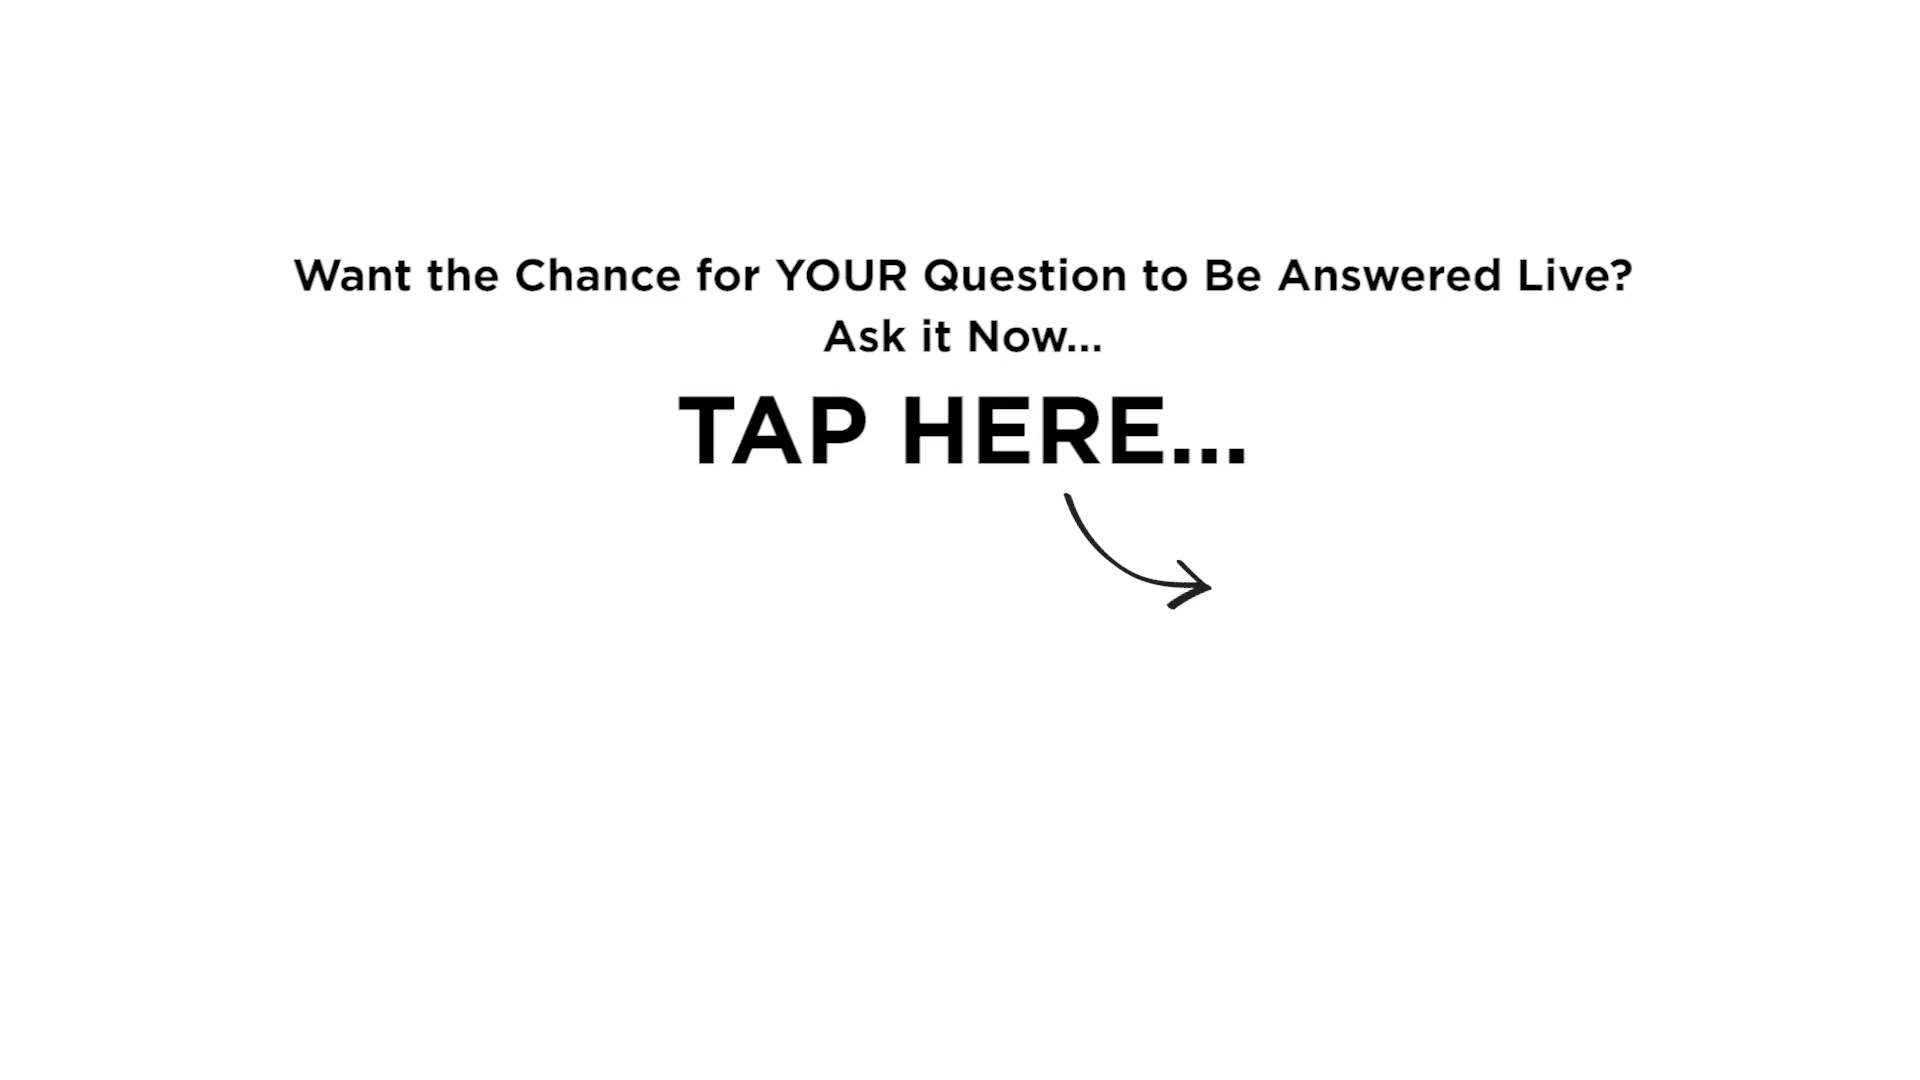 Want the Chance for YOUR Question to Be Answered Live?
Ask it Now...
TAP HERE...